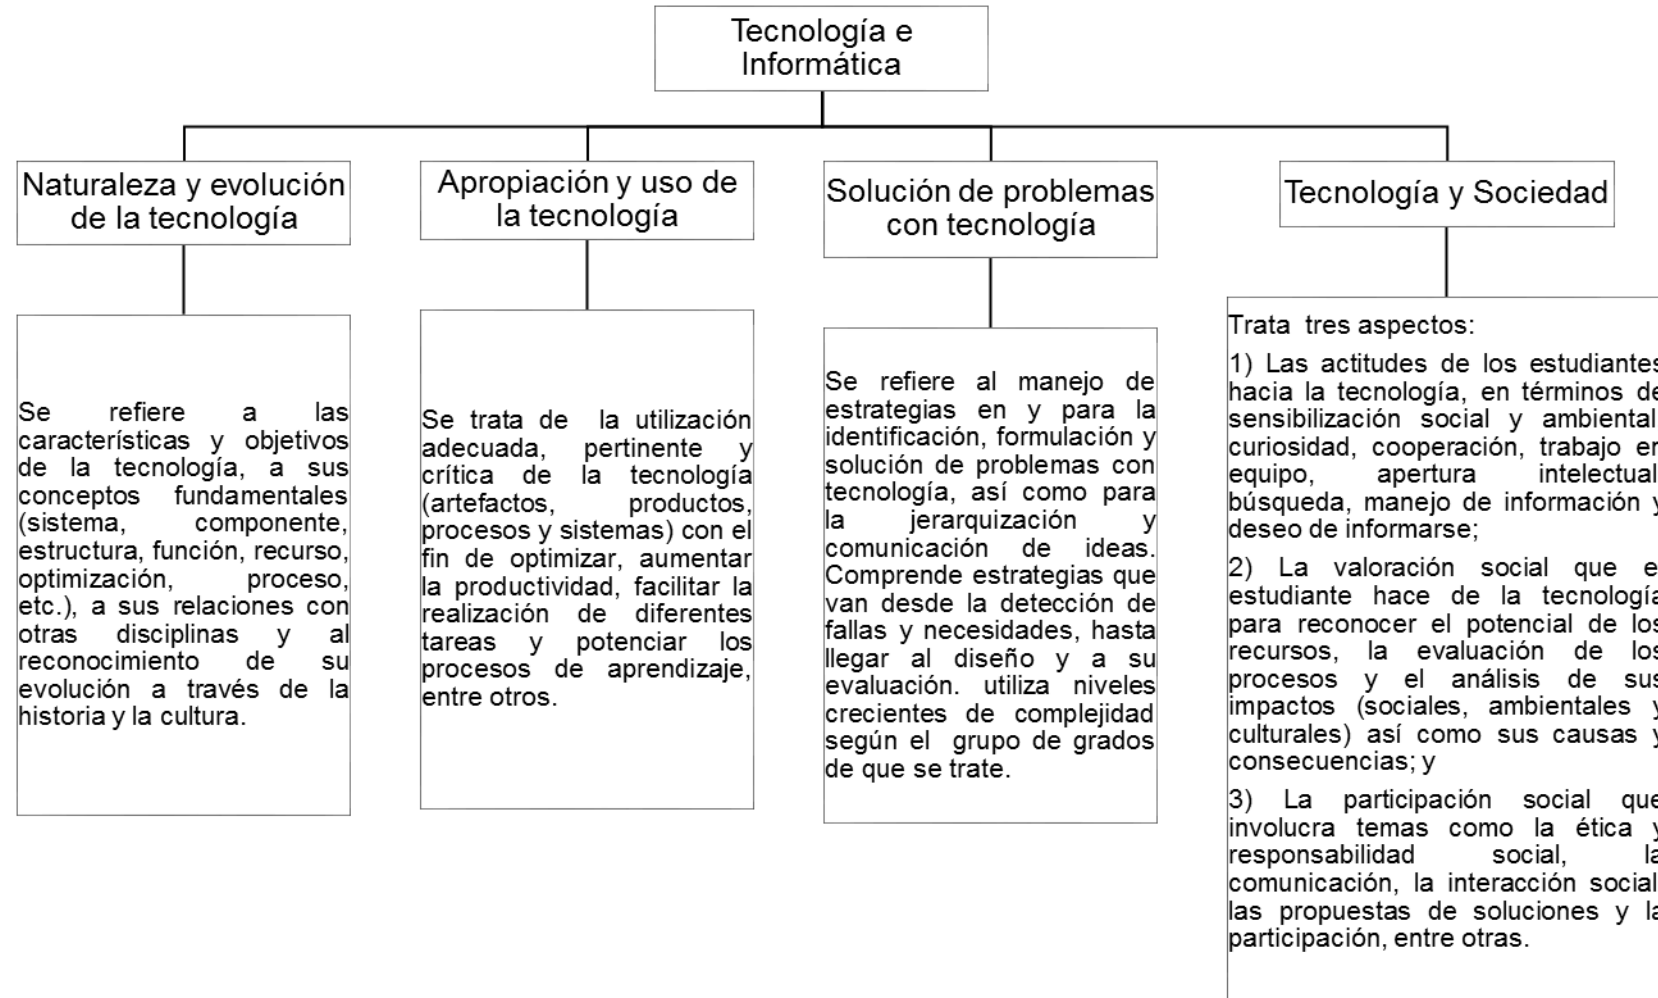 Tecnología e
Informática
Naturaleza y evolución
de la tecnología
Se refiere a las
características y objetivos
de la tecnología, a sus
conceptos fundamentales
(sistema, componente,
estructura, función, recurso,
optimización, proceso,
etc.), a sus relaciones con
otras disciplinas y al
reconocimiento de su
evolución a través de la
historia y la cultura.
Apropiación y uso de
la tecnología
Se trata de la utilización
adecuada, pertinente y
crítica de la tecnología
(artefactos, productos,
procesos y sistemas) con el
fin de optimizar, aumentar
la productividad, facilitar la
realización de diferentes
tareas y potenciar los
procesos de aprendizaje,
entre otros.
Solución de problemas
con tecnología
Se refiere al manejo de
estrategias en y para la
identificación, formulación y
solución de problemas con
tecnología, así como para
la jerarquización y
comunicación de ideas.
Comprende estrategias que
van desde la detección de
fallas y necesidades, hasta
llegar al diseño y a su
evaluación. utiliza niveles
crecientes de complejidad
según el grupo de grados
de que se trate.
Tecnología y Sociedad
Trata tres aspectos:
1) Las actitudes de los estudiantes
hacia la tecnología, en términos de
sensibilización social y ambiental
curiosidad, cooperación, trabajo en
equipo, apertura intelectual
búsqueda, manejo de información y
deseo de informarse;
2) La valoración social que el
estudiante hace de la tecnología
para reconocer el potencial de los
recursos, la evaluación de los
procesos y el análisis de sus
impactos (sociales, ambientales y
culturales) así como sus causas y
consecuencias; y
3) La participación social que
involucra temas como la ética y
responsabilidad social, la
comunicación, la interacción social
las propuestas de soluciones y la
participación, entre otras.